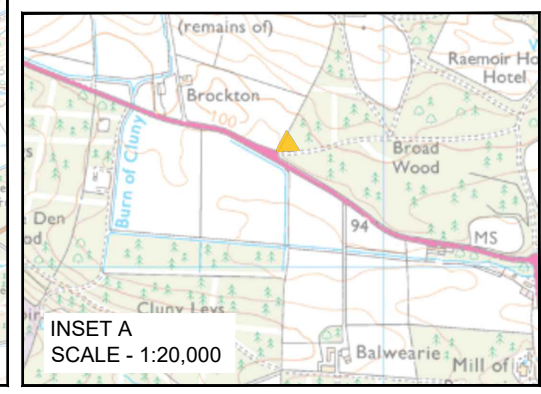 (remains of)
Raemoir Ho
Hotel
Brockton
100
Burn of Cluny
Broad
Wood
Den
94
MS
Cluny Leys
INSET A
SCALE - 1:20,000
Balwearie
Mill of